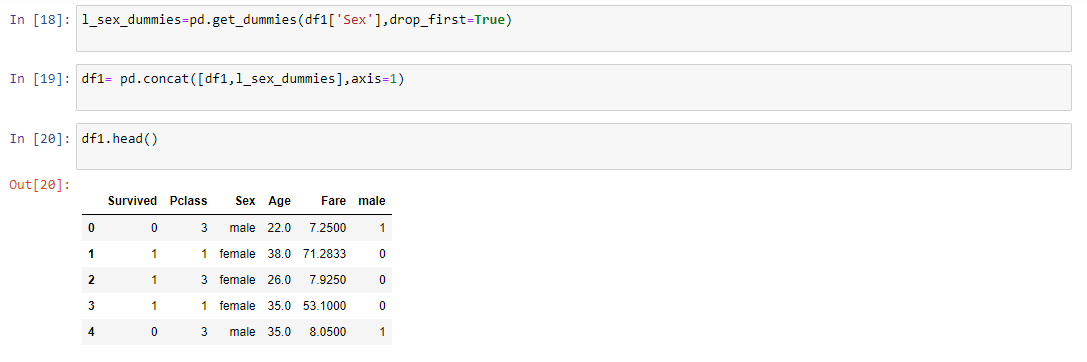 In [18]: l_sex_dummies=pd.get_dummies(df1['Sex'],drop_first=True)
In [19]: df1= pd.concat([df1,l_sex_dummies],axis=1)
In [20]: df1.head()
Out[20]:
Survived Pclass Sex Age Fare male
0 0 3 male 22.0 7.2500 1
1 1 1 female 38.0 71.2833 0
2 1 3 female 26.0 7.9250 0
3 1 1 female 35.0 53.1000 0
4 0 3 male 35.0 8.0500 1